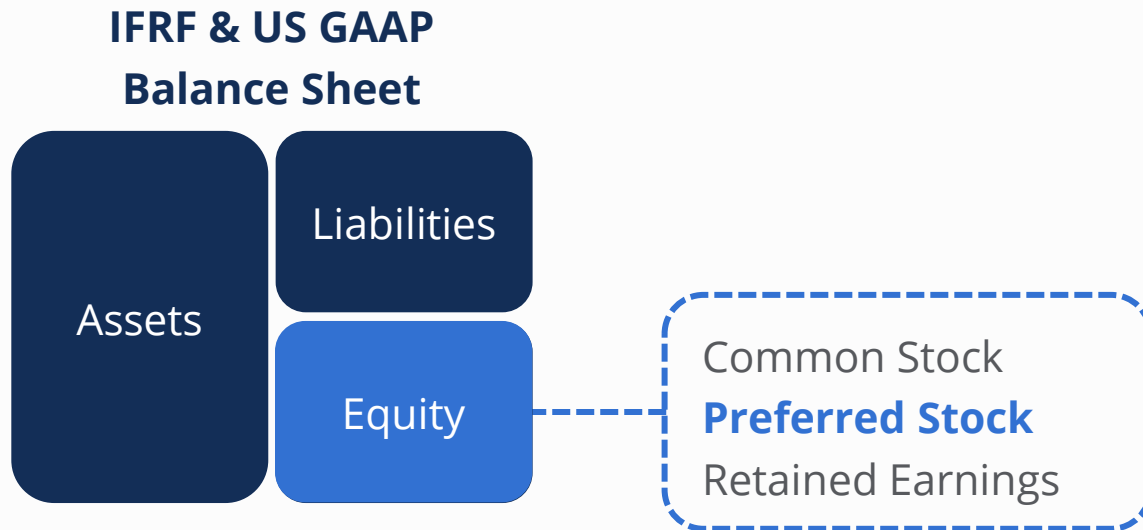 IFRF & US GAAP
Balance Sheet
Assets
Liabilities
Equity
Common Stock
Preferred Stock
Retained Earnings